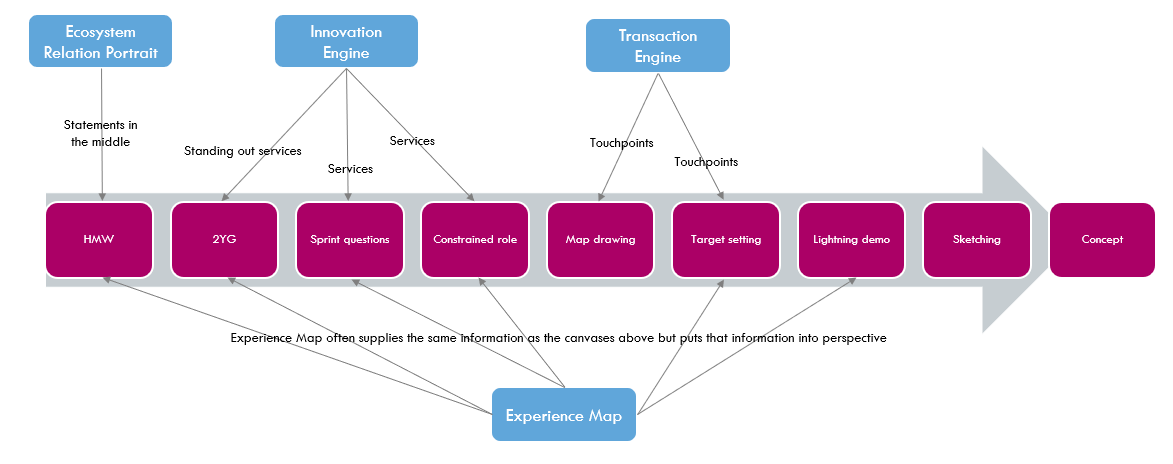 Ecosystem
Relation Portrait
Innovation
Engine
Transaction
Engine
Statements in
the middle
Standing out services
Services
Services
Touchpoints
Touchpoints
HMW
2YG
Sprint questions
Constrained role
Map drawing
Target setting
Lightning demo
Sketching
Concept
Experience Map often supplies the same information as the canvases above but puts that information into perspective
Experience Map